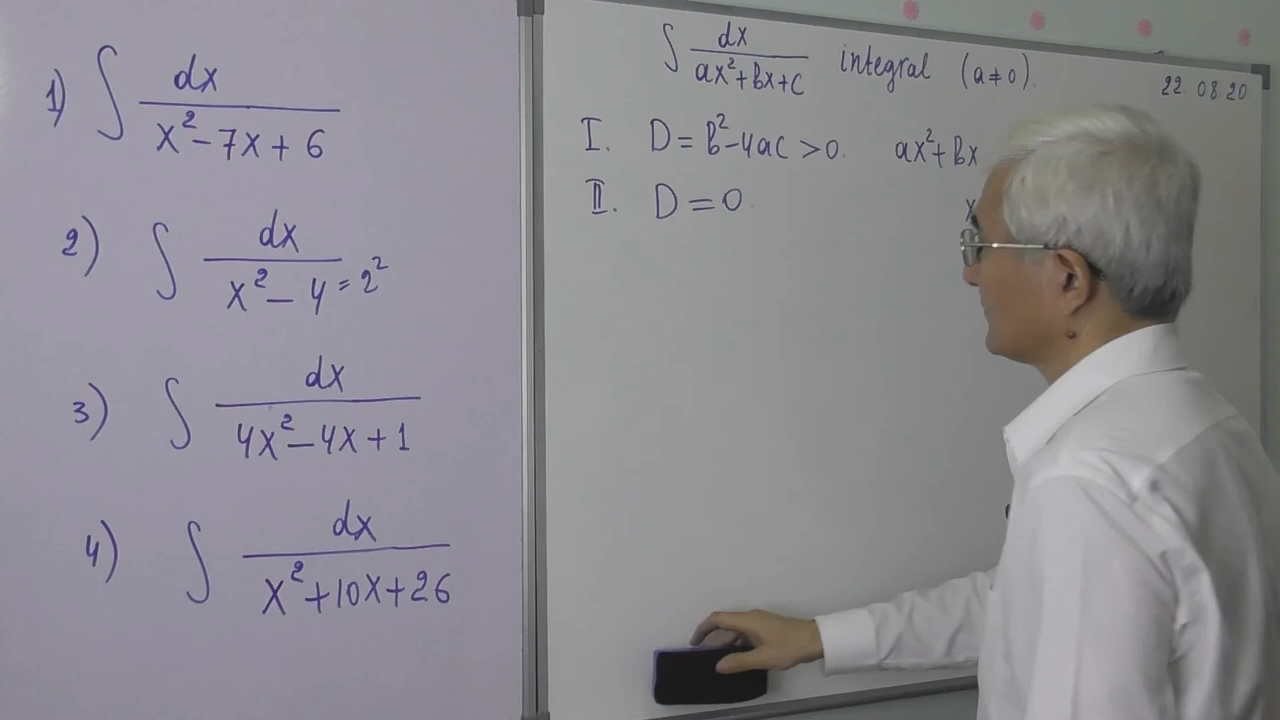 1) ∫ dx / (x² - 7x + 6)
2) ∫ dx / (x² - 4 = 2²)
3) ∫ dx / (4x² - 4x + 1)
4) ∫ dx / (x² + 10x + 26)
∫ dx / (ax² + bx + c) integral (a ≠ 0).
22 08 20
I. D = b² - 4ac > 0. ax² + bx
II. D = 0
x